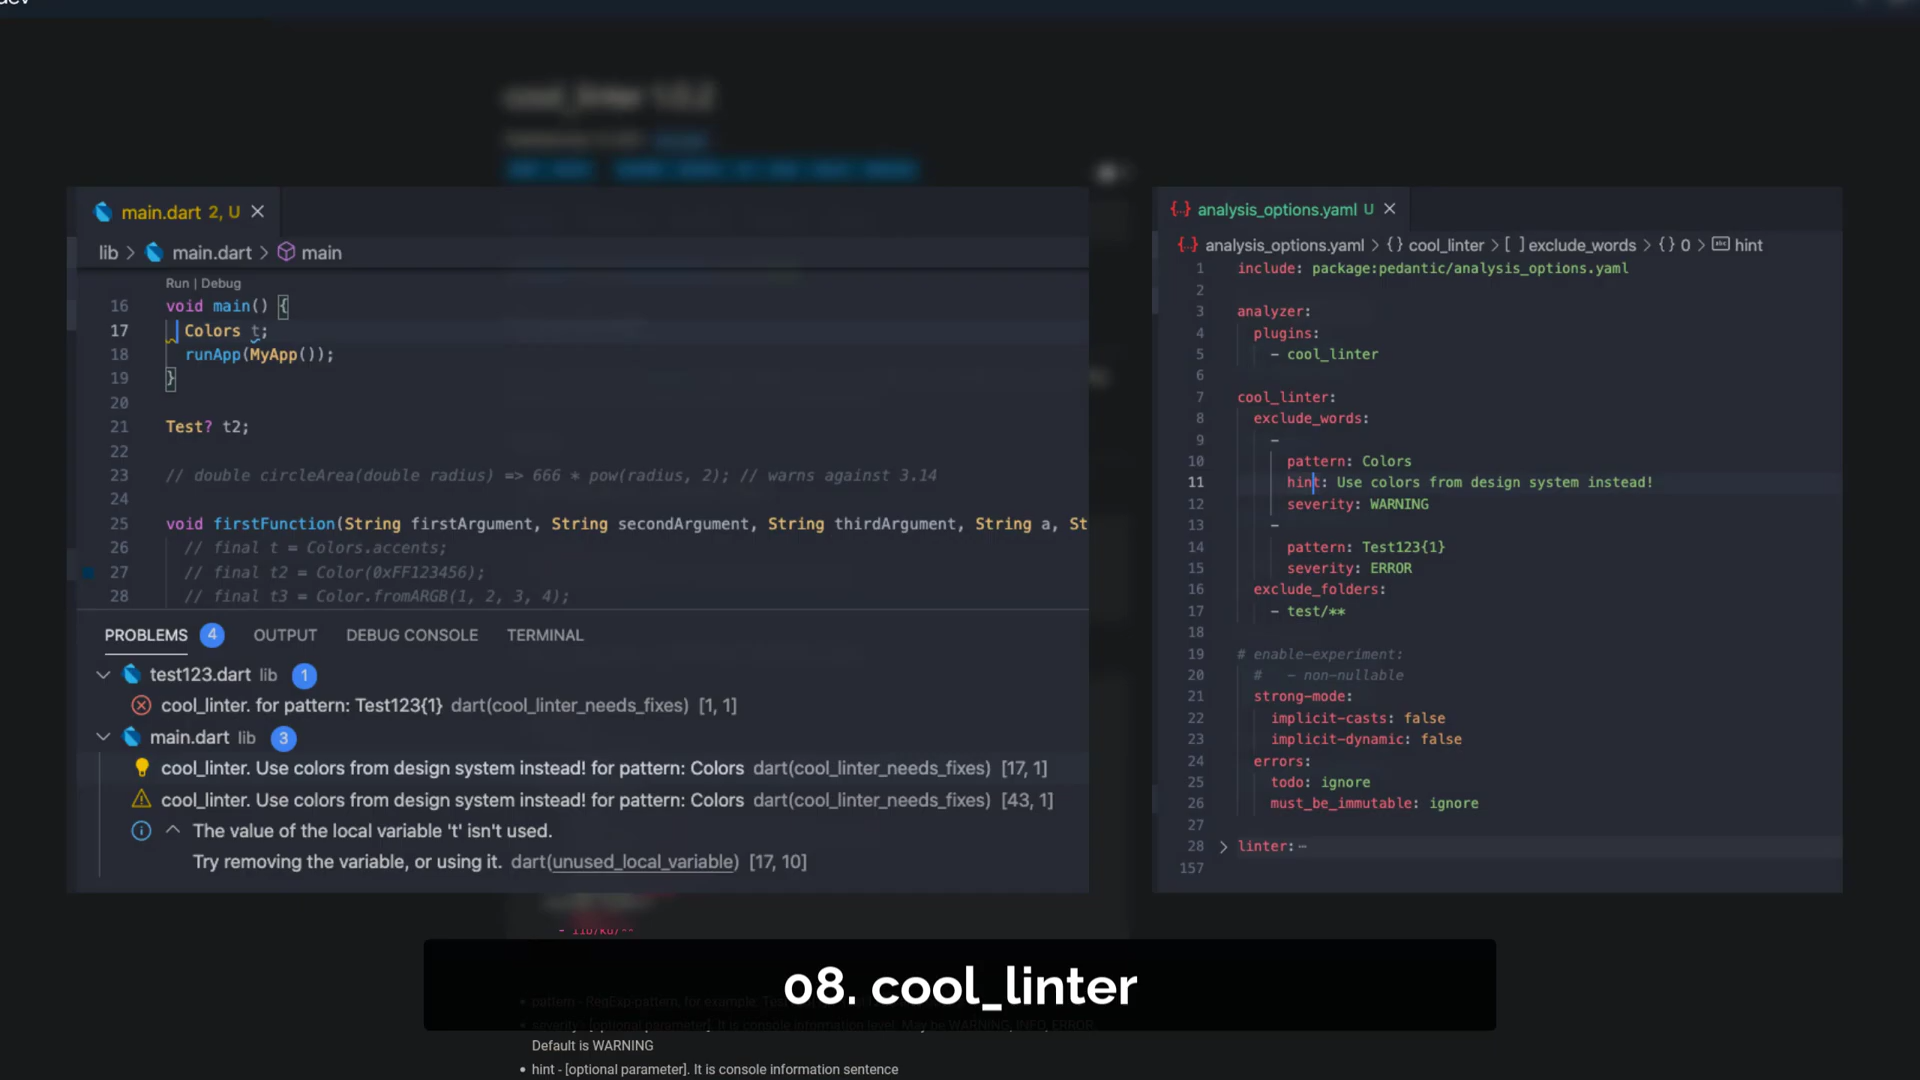 main.dart 2, U
lib > main.dart > main
Run | Debug
16 void main() {
17 Colors t;
18 runApp(MyApp());
19 }
20
21 Test? t2;
22
23 // double circleArea(double radius) => 666 * pow(radius, 2); // warns against 3.14
24
25 void firstFunction(String firstArgument, String secondArgument, String thirdArgument, String a, St
26 // final t = Colors.accents;
27 // final t2 = Color(0xFF123456);
28 // final t3 = Color.fromARGB(1, 2, 3, 4);
PROBLEMS 4 OUTPUT DEBUG CONSOLE TERMINAL
test123.dart lib 1
cool_linter. for pattern: Test123{1} dart(cool_linter_needs_fixes) [1, 1]
main.dart lib 3
cool_linter. Use colors from design system instead! for pattern: Colors dart(cool_linter_needs_fixes) [17, 1]
cool_linter. Use colors from design system instead! for pattern: Colors dart(cool_linter_needs_fixes) [43, 1]
The value of the local variable 't' isn't used.
Try removing the variable, or using it. dart(unused_local_variable) [17, 10]
analysis_options.yaml U
analysis_options.yaml > {} cool_linter > [ ] exclude_words > {} 0 > hint
1 include: package:pedantic/analysis_options.yaml
2
3 analyzer:
4 plugins:
5 - cool_linter
6
7 cool_linter:
8 exclude_words:
9 -
10 pattern: Colors
11 hint: Use colors from design system instead!
12 severity: WARNING
13 -
14 pattern: Test123{1}
15 severity: ERROR
16 exclude_folders:
17 - test/**
18
19 # enable-experiment:
20 # - non-nullable
21 strong-mode:
22 implicit-casts: false
23 implicit-dynamic: false
24 errors:
25 todo: ignore
26 must_be_immutable: ignore
27
28 linter:
157
08. cool_linter
Default is WARNING
• hint - [optional parameter]. It is console information sentence